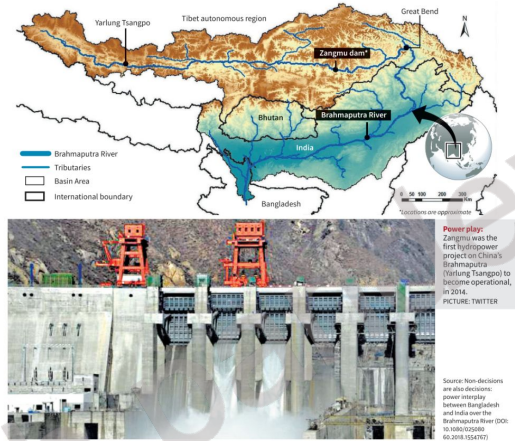 Great Bend
Yarlung Tsangpo
Tibet autonomous region
N
Zangmu dam*
Bhutan
Brahmaputra River
India
Brahmaputra River
Tributaries
Basin Area
International boundary
Bangladesh
0 50 100 200 300
Km
*Locations are approximate
Power play:
Zangmu was the
first hydropower
project on China's
Brahmaputra
(Yarlung Tsangpo) to
become operational,
in 2014.
PICTURE: TWITTER
Source: Non-decisions
are also decisions:
power interplay
between Bangladesh
and India over the
Brahmaputra River (DOI:
10.1080/025080
60.2018.1554767)